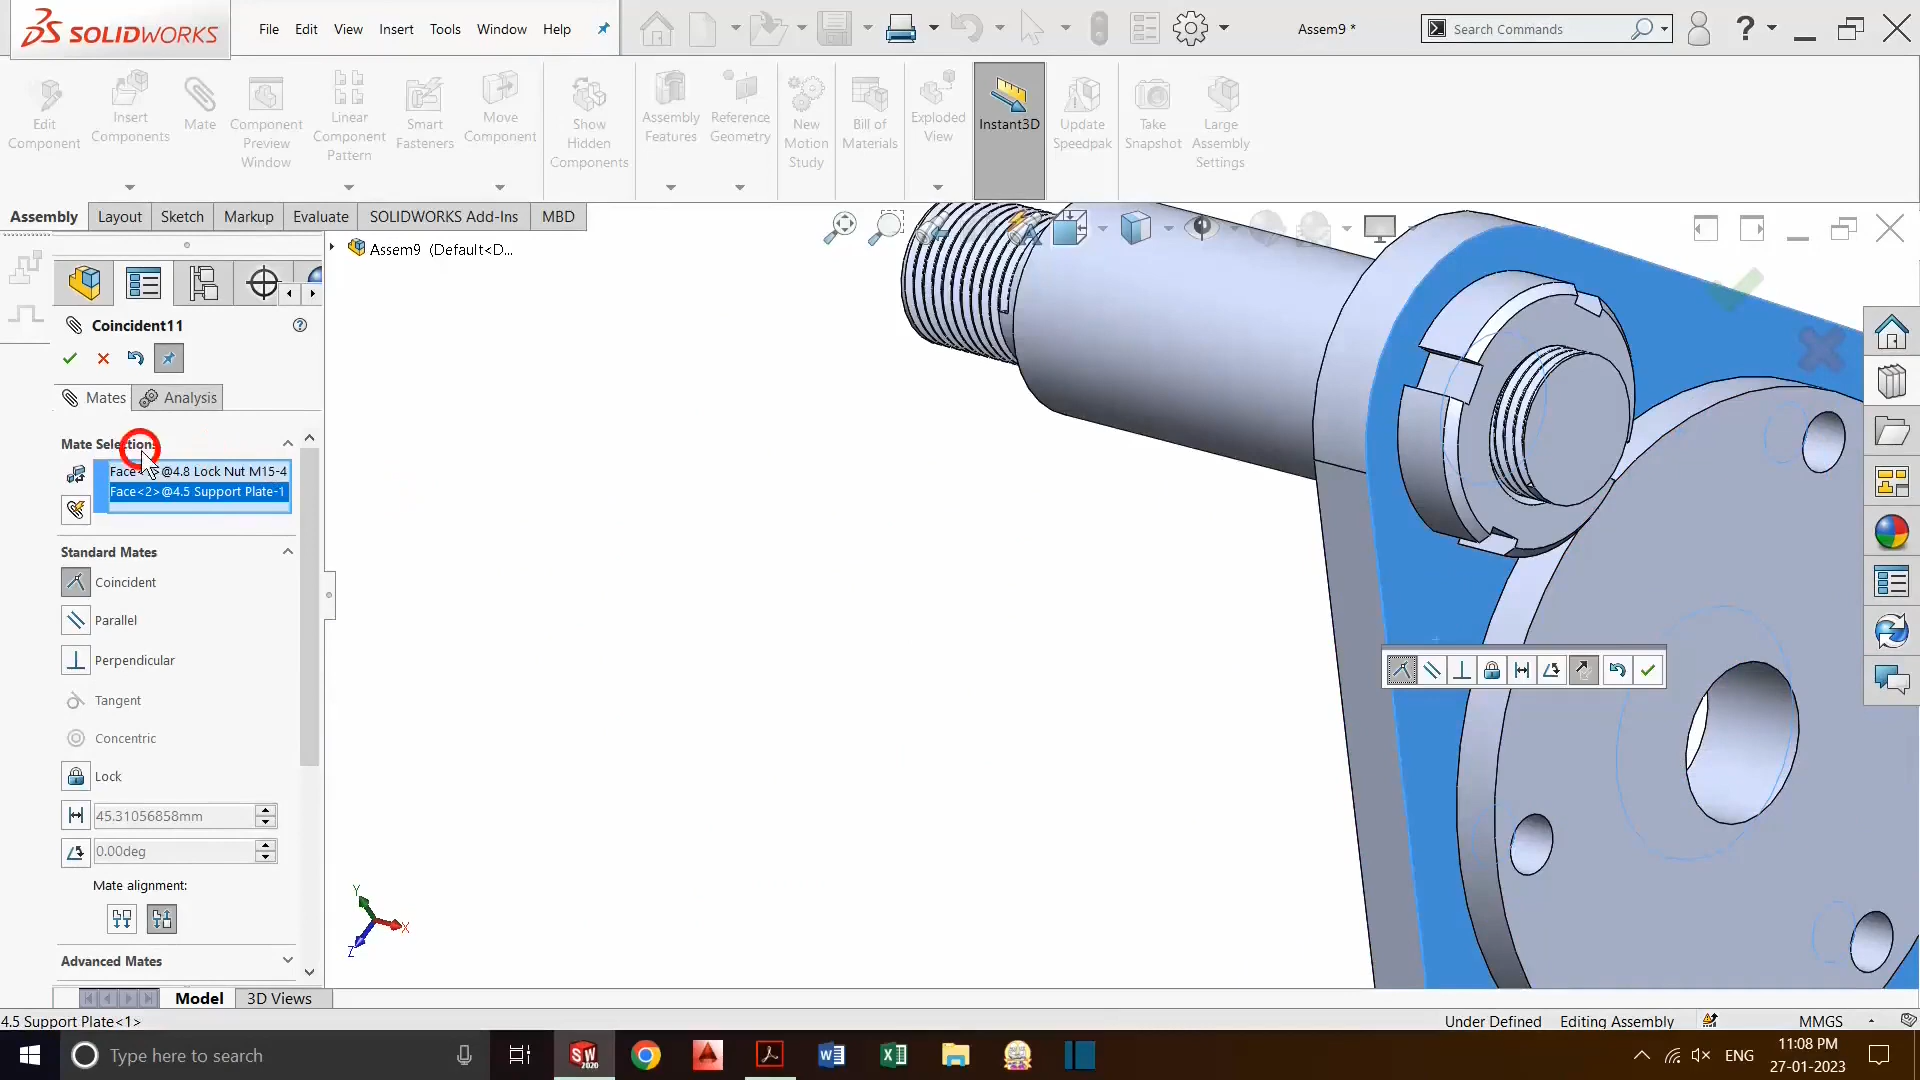 SOLIDWORKS
File Edit View Insert Tools Window Help
Assem9 *
Search Commands
Edit Component
Insert Components
Mate
Component Preview Window
Linear Component Pattern
Smart Fasteners
Move Component
Show Hidden Components
Assembly Features
Reference Geometry
New Motion Study
Bill of Materials
Exploded View
Instant3D
Update Speedpak
Take Snapshot
Large Assembly Settings
Assembly Layout Sketch Markup Evaluate SOLIDWORKS Add-Ins MBD
Assem9 (Default<D...
Coincident11
Mates Analysis
Mate Selections
@4.8 Lock Nut M15-4
Face<2>@4.5 Support Plate-1
Standard Mates
Coincident
Parallel
Perpendicular
Tangent
Concentric
Lock
45.31056858mm
0.00deg
Mate alignment:
Advanced Mates
Y
X
Z
Model 3D Views
4.5 Support Plate<1>
Under Defined Editing Assembly MMGS
Type here to search
SW 2020
ENG
11:08 PM
27-01-2023